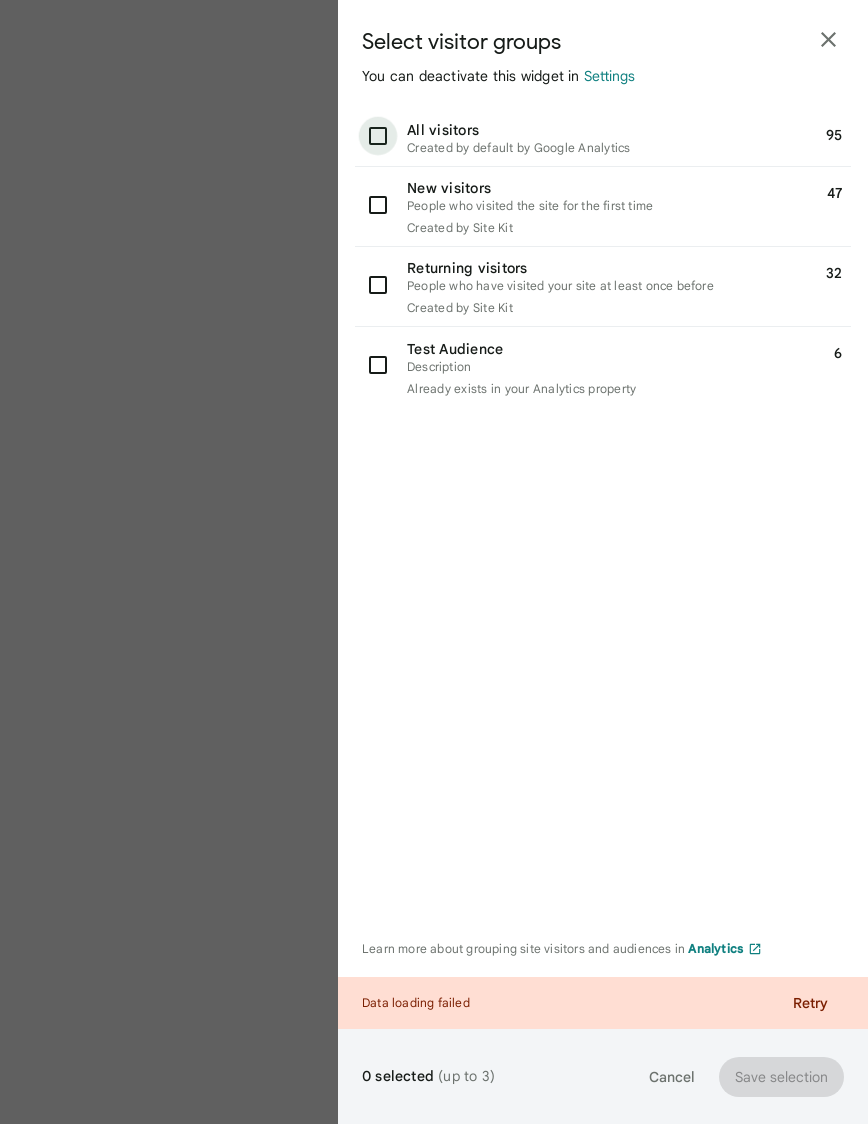 Select visitor groups
You can deactivate this widget in Settings
All visitors
95
Created by default by Google Analytics
New visitors
47
People who visited the site for the first time
Created by Site Kit
Returning visitors
32
People who have visited your site at least once before
Created by Site Kit
Test Audience
6
Description
Already exists in your Analytics property
Learn more about grouping site visitors and audiences in Analytics
Data loading failed
Retry
0 selected (up to 3)
Cancel
Save selection